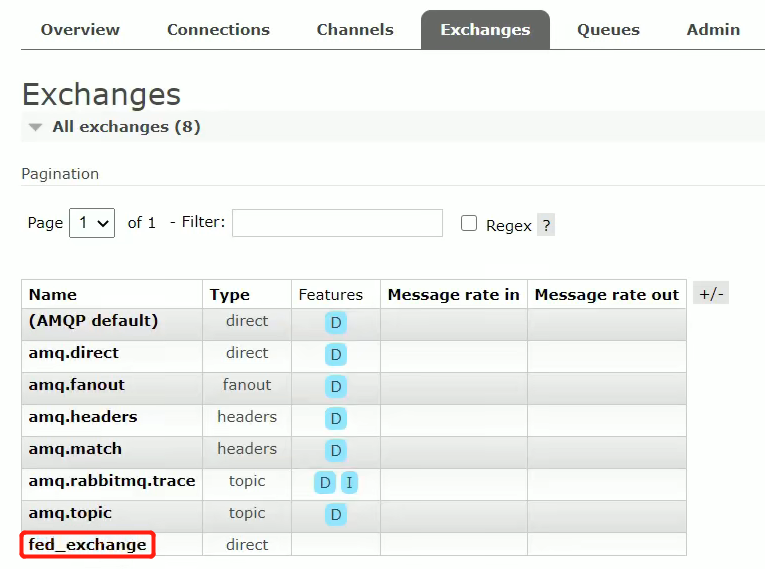 Overview Connections Channels Exchanges Queues Admin
Exchanges
All exchanges (8)
Pagination
Page 1 of 1 - Filter: Regex ?
Name Type Features Message rate in Message rate out +/-
(AMQP default) direct D
amq.direct direct D
amq.fanout fanout D
amq.headers headers D
amq.match headers D
amq.rabbitmq.trace topic D I
amq.topic topic D
fed_exchange direct